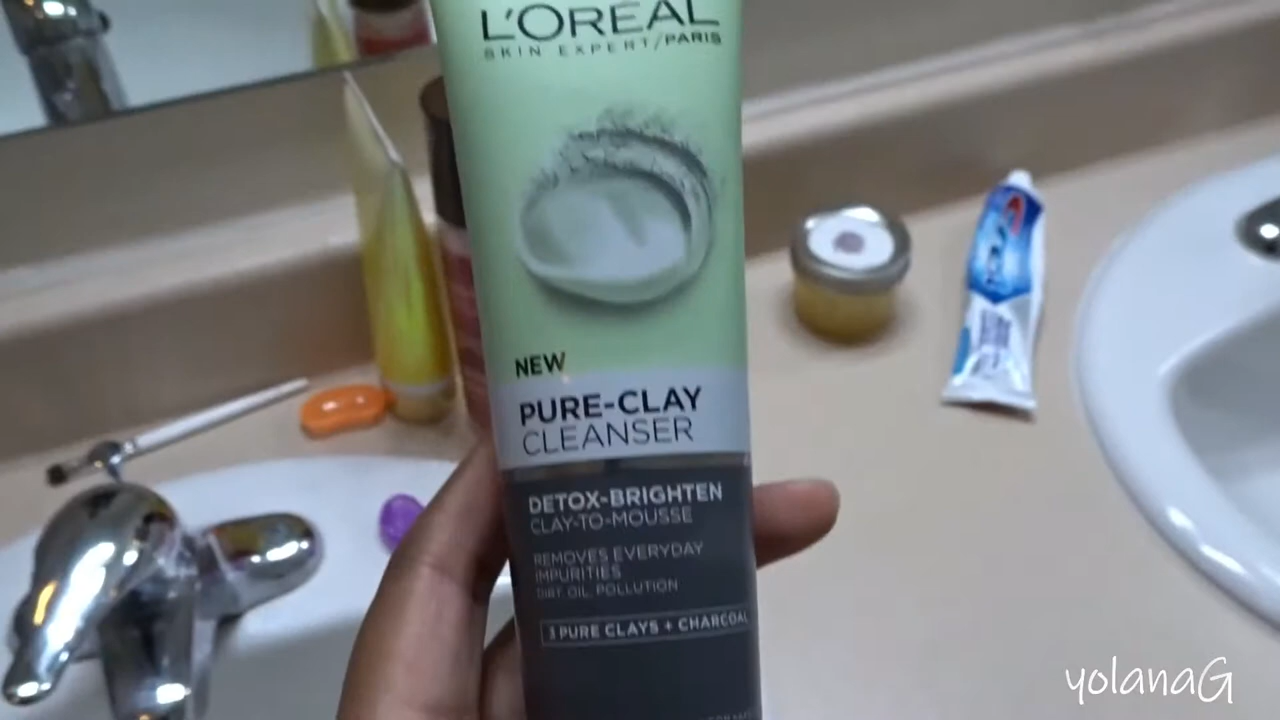 L'ORÉAL
SKIN EXPERT/PARIS
NEW
PURE-CLAY
CLEANSER
DETOX-BRIGHTEN
CLAY-TO-MOUSSE
REMOVES EVERYDAY
IMPURITIES
DIRT, OIL, POLLUTION
3 PURE CLAYS + CHARCOAL
Crest
yolanaG